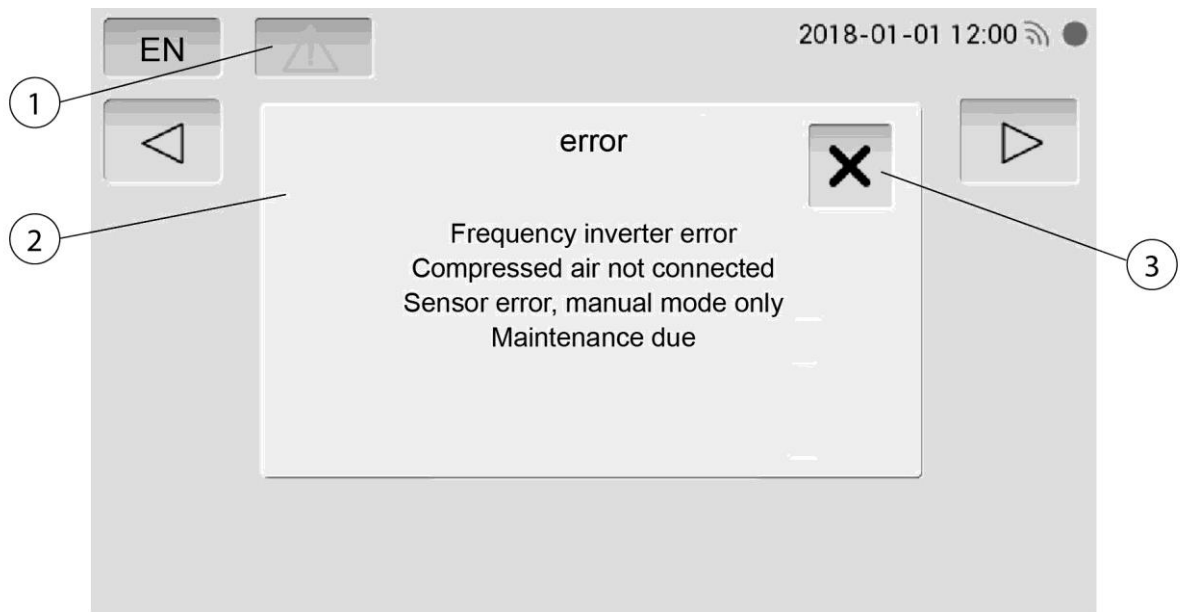 EN
2018-01-01 12:00
1
error
2
Frequency inverter error
3
Compressed air not connected
Sensor error, manual mode only
Maintenance due